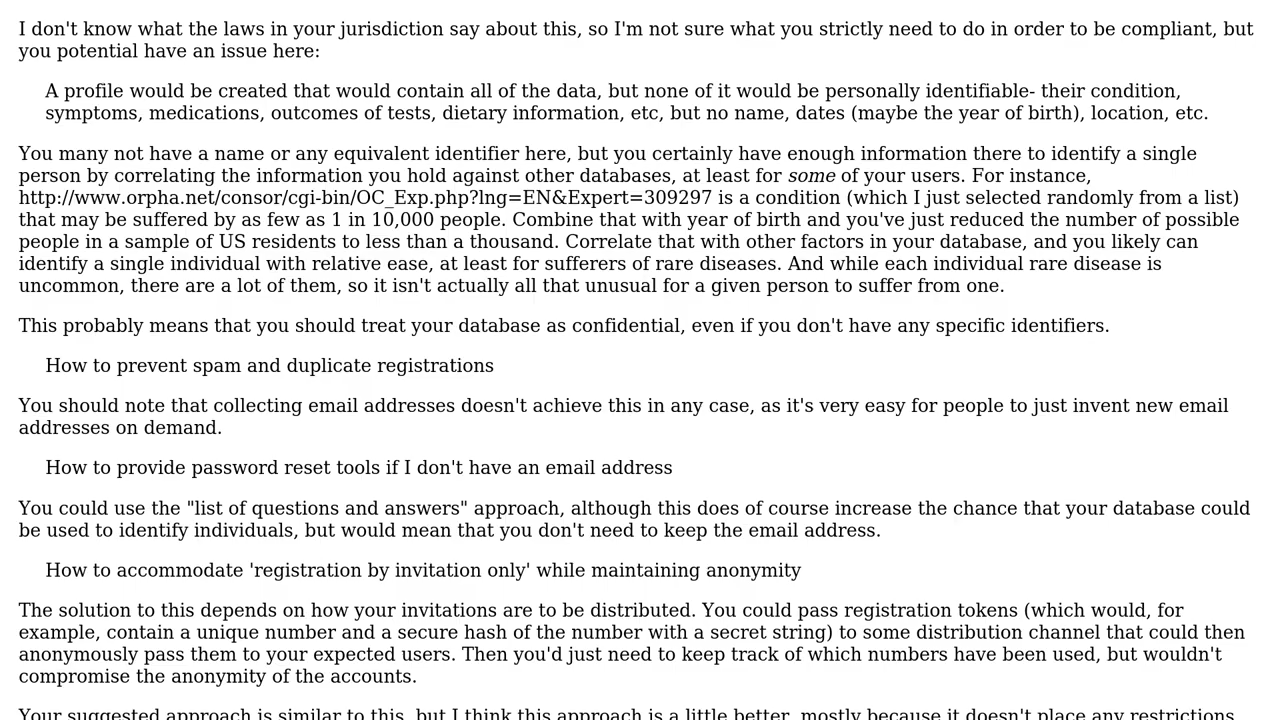 I don't know what the laws in your jurisdiction say about this, so I'm not sure what you strictly need to do in order to be compliant, but
you potential have an issue here:
A profile would be created that would contain all of the data, but none of it would be personally identifiable- their condition,
symptoms, medications, outcomes of tests, dietary information, etc, but no name, dates (maybe the year of birth), location, etc.
You many not have a name or any equivalent identifier here, but you certainly have enough information there to identify a single
person by correlating the information you hold against other databases, at least for some of your users. For instance,
http://www.orpha.net/consor/cgi-bin/OC_Exp.php?lng=EN&Expert=309297 is a condition (which I just selected randomly from a list)
that may be suffered by as few as 1 in 10,000 people. Combine that with year of birth and you've just reduced the number of possible
people in a sample of US residents to less than a thousand. Correlate that with other factors in your database, and you likely can
identify a single individual with relative ease, at least for sufferers of rare diseases. And while each individual rare disease is
uncommon, there are a lot of them, so it isn't actually all that unusual for a given person to suffer from one.
This probably means that you should treat your database as confidential, even if you don't have any specific identifiers.
How to prevent spam and duplicate registrations
You should note that collecting email addresses doesn't achieve this in any case, as it's very easy for people to just invent new email
addresses on demand.
How to provide password reset tools if I don't have an email address
You could use the "list of questions and answers" approach, although this does of course increase the chance that your database could
be used to identify individuals, but would mean that you don't need to keep the email address.
How to accommodate 'registration by invitation only' while maintaining anonymity
The solution to this depends on how your invitations are to be distributed. You could pass registration tokens (which would, for
example, contain a unique number and a secure hash of the number with a secret string) to some distribution channel that could then
anonymously pass them to your expected users. Then you'd just need to keep track of which numbers have been used, but wouldn't
compromise the anonymity of the accounts.
Your suggested approach is similar to this, but I think this approach is a little better, mostly because it doesn't place any restrictions